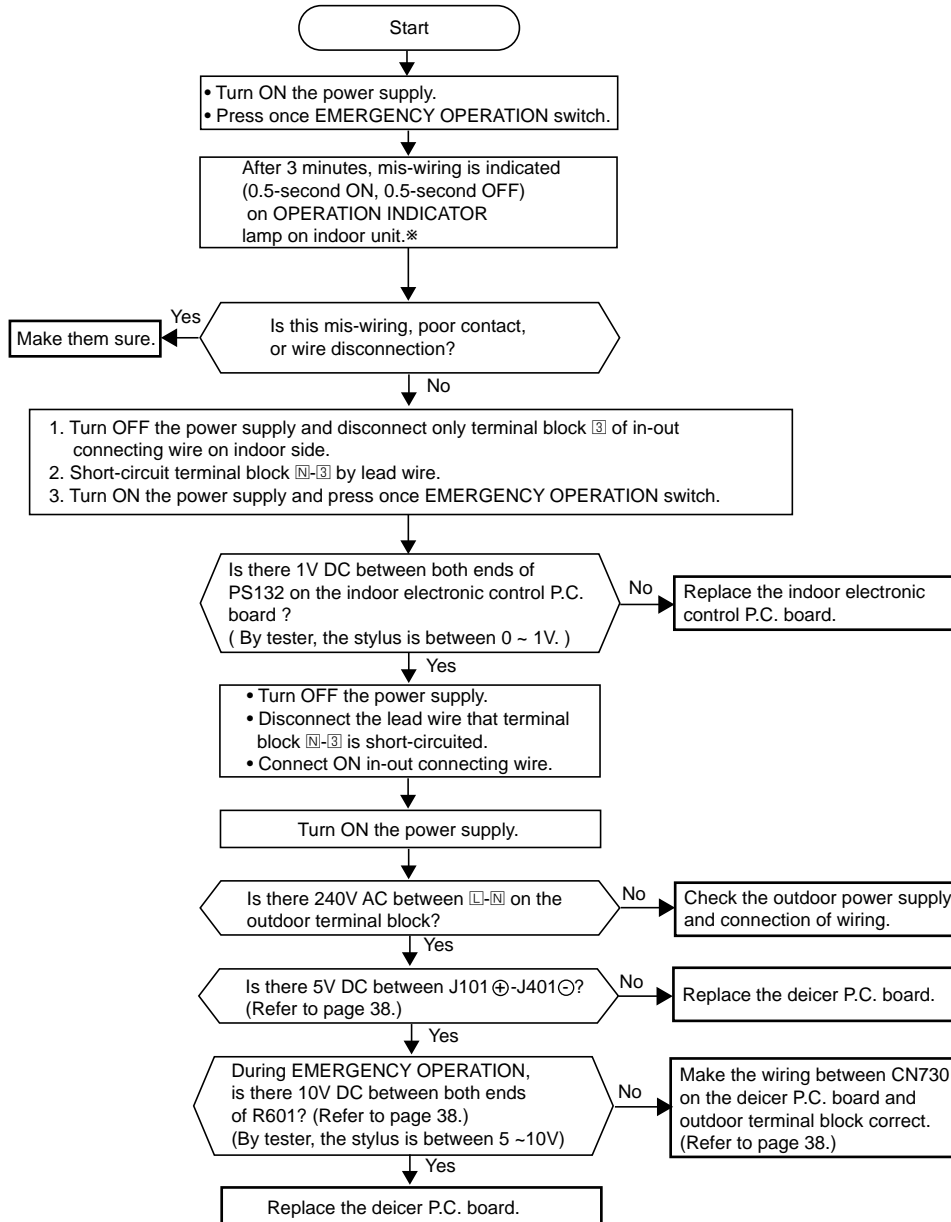 Start
• Turn ON the power supply.
• Press once EMERGENCY OPERATION switch.
After 3 minutes, mis-wiring is indicated
(0.5-second ON, 0.5-second OFF)
on OPERATION INDICATOR
lamp on indoor unit.※
Yes
Make them sure.
Is this mis-wiring, poor contact,
or wire disconnection?
No
1. Turn OFF the power supply and disconnect only terminal block 3 of in-out
connecting wire on indoor side.
2. Short-circuit terminal block N-3 by lead wire.
3. Turn ON the power supply and press once EMERGENCY OPERATION switch.
Is there 1V DC between both ends of
PS132 on the indoor electronic control P.C.
board ?
( By tester, the stylus is between 0 ~ 1V. )
No
Replace the indoor electronic
control P.C. board.
Yes
• Turn OFF the power supply.
• Disconnect the lead wire that terminal
block N-3 is short-circuited.
• Connect ON in-out connecting wire.
Turn ON the power supply.
Is there 240V AC between L-N on the
outdoor terminal block?
No
Check the outdoor power supply
and connection of wiring.
Yes
Is there 5V DC between J101 ⊕-J401⊖?
(Refer to page 38.)
No
Replace the deicer P.C. board.
Yes
During EMERGENCY OPERATION,
is there 10V DC between both ends
of R601? (Refer to page 38.)
(By tester, the stylus is between 5 ~10V)
No
Make the wiring between CN730
on the deicer P.C. board and
outdoor terminal block correct.
(Refer to page 38.)
Yes
Replace the deicer P.C. board.